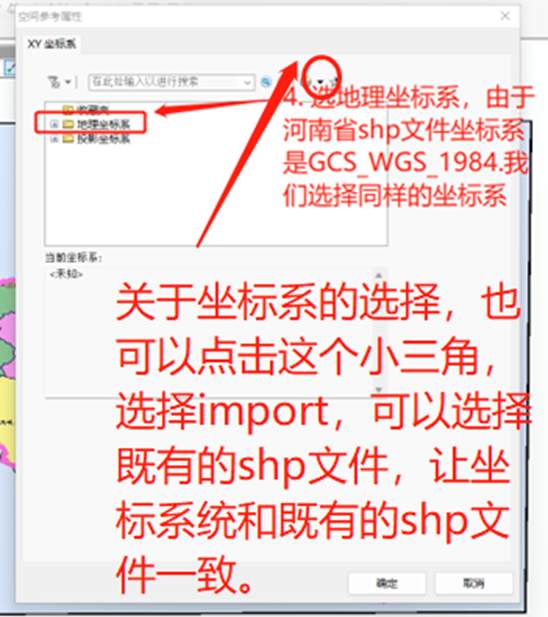 空间参考属性
XY 坐标系
在此处输入以进行搜索
4. 选地理坐标系，由于
河南省shp文件坐标系
是GCS_WGS_1984.我
们选择同样的坐标系
收藏夹
地理坐标系
投影坐标系
当前坐标系:
<未知>
关于坐标系的选择，也
可以点击这个小三角，
选择import，可以选择
既有的shp文件，让坐
标系统和既有的shp文
件一致。
确定
取消